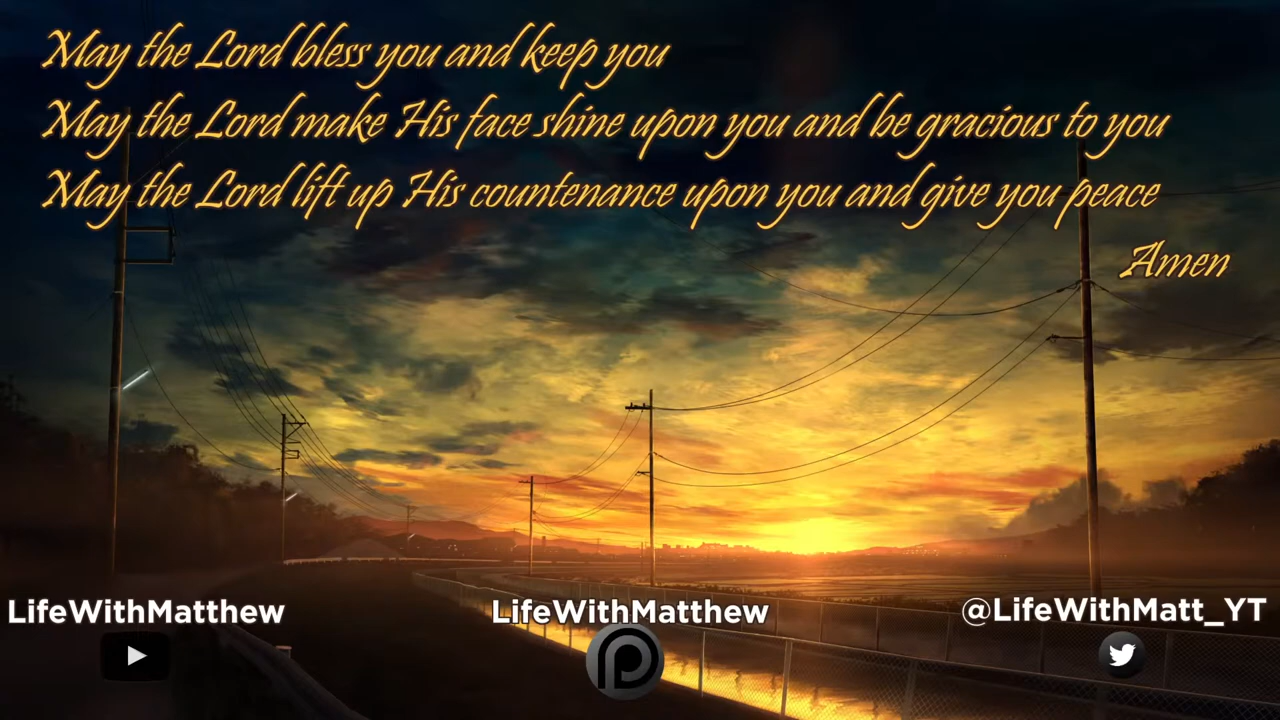 May the Lord bless you and keep you
May the Lord make His face shine upon you and be gracious to you
May the Lord lift up His countenance upon you and give you peace
Amen
LifeWithMatthew
LifeWithMatthew
@LifeWithMatt_YT